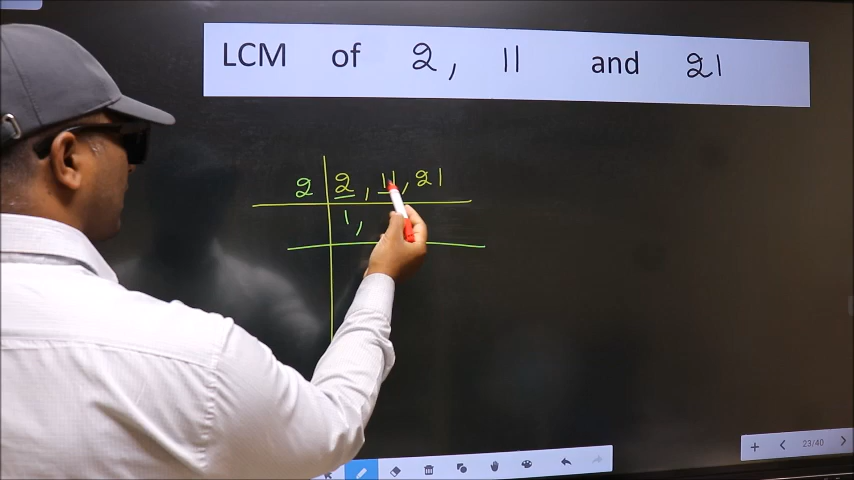 LCM of 2, 11 and 21
2 2, 11, 21
1,
23/40